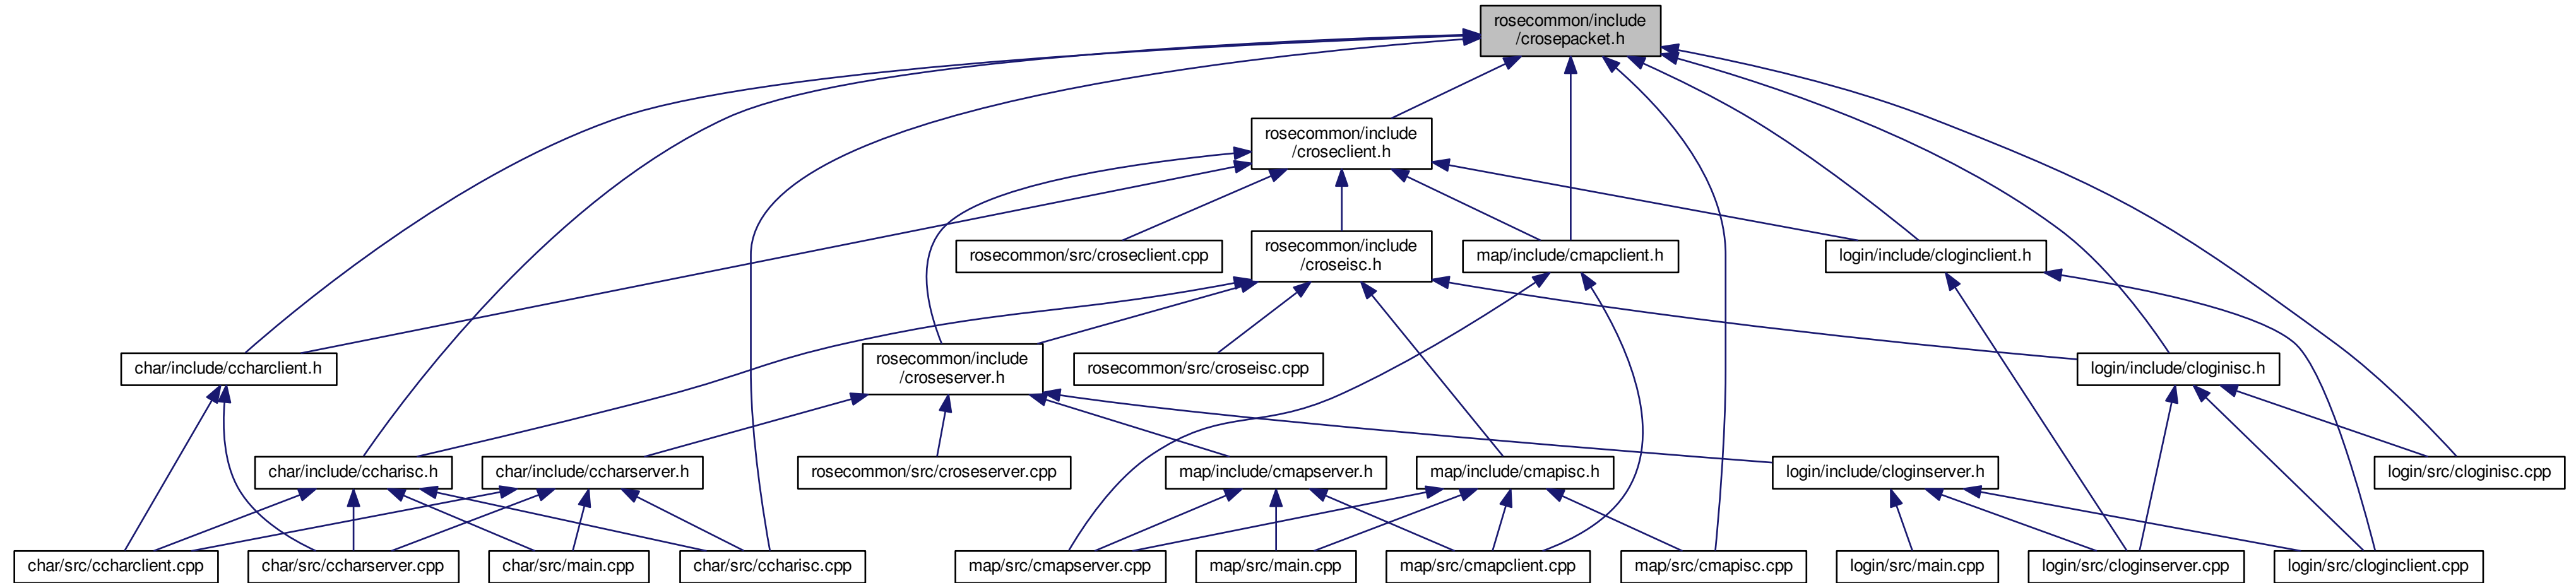 rosecommon/include
/crosepacket.h
rosecommon/include
/croseclient.h
rosecommon/src/croseclient.cpp
rosecommon/include
/croseisc.h
map/include/cmapclient.h
login/include/cloginclient.h
char/include/ccharclient.h
rosecommon/include
/croseserver.h
rosecommon/src/croseisc.cpp
login/include/cloginisc.h
char/include/ccharisc.h
char/include/ccharserver.h
rosecommon/src/croseserver.cpp
map/include/cmapserver.h
map/include/cmapisc.h
login/include/cloginserver.h
login/src/cloginisc.cpp
char/src/ccharclient.cpp
char/src/ccharserver.cpp
char/src/main.cpp
char/src/ccharisc.cpp
map/src/cmapserver.cpp
map/src/main.cpp
map/src/cmapclient.cpp
map/src/cmapisc.cpp
login/src/main.cpp
login/src/cloginserver.cpp
login/src/cloginclient.cpp